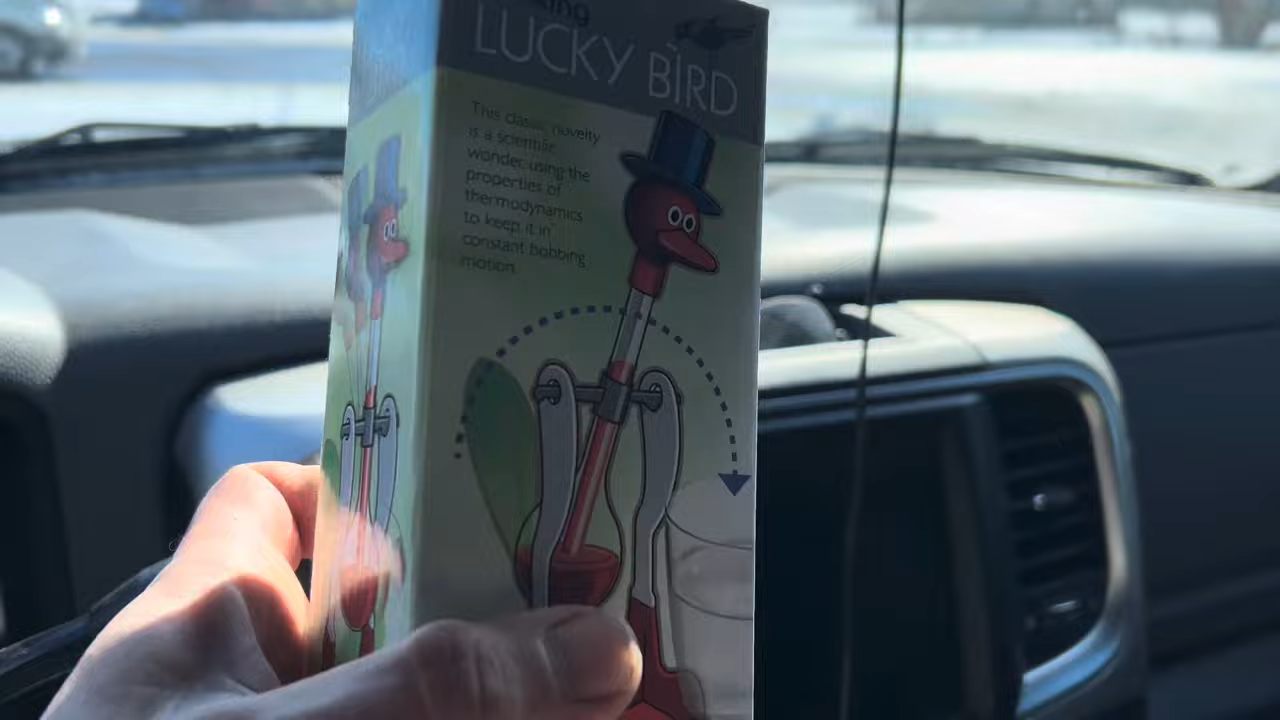 LUCKY BIRD
This classic novelty
is a scientific
wonder, using the
properties of
thermodynamics
to keep it in
constant bobbing
motion.